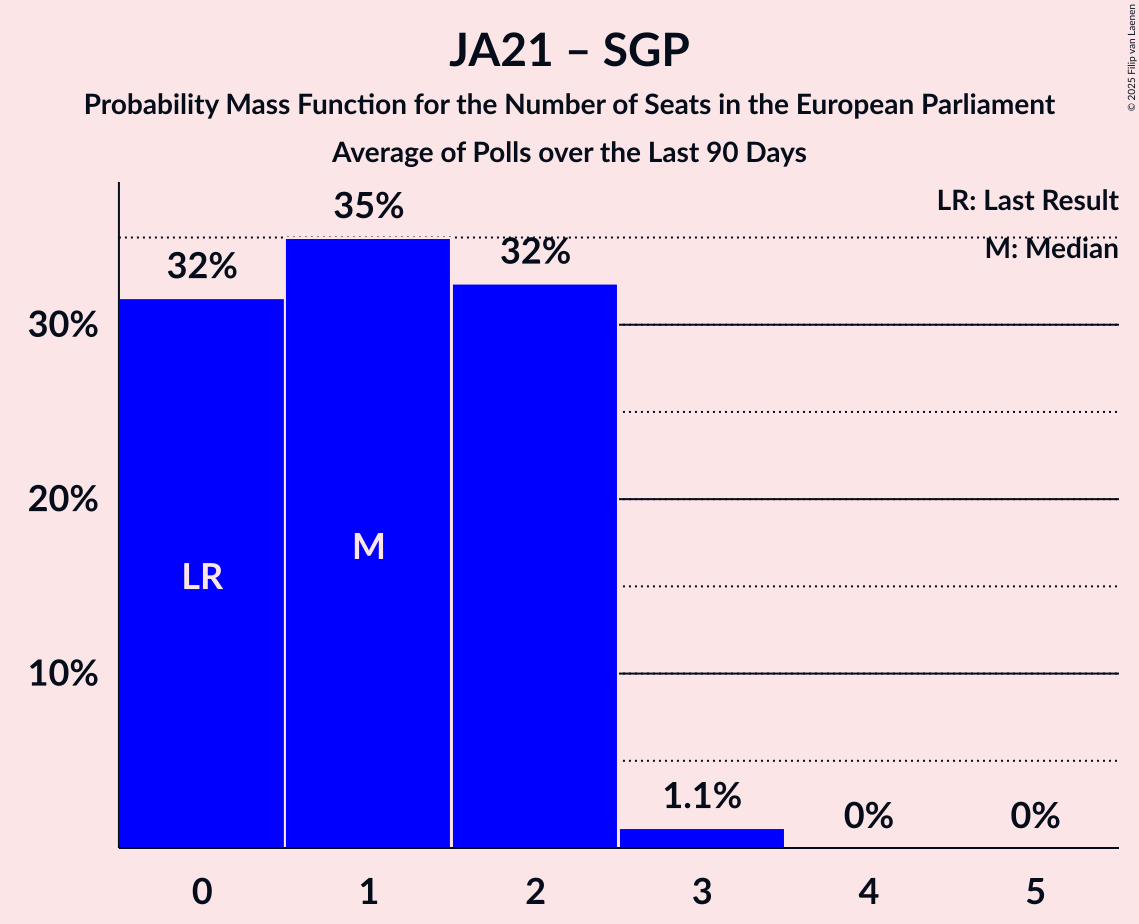 JA21 – SGP
Probability Mass Function for the Number of Seats in the European Parliament
Average of Polls over the Last 90 Days
© 2025 Filip van Laenen
LR: Last Result
M: Median
35%
32%
32%
30%
20%
10%
LR
M
1.1%
0%
0%
0 1 2 3 4 5